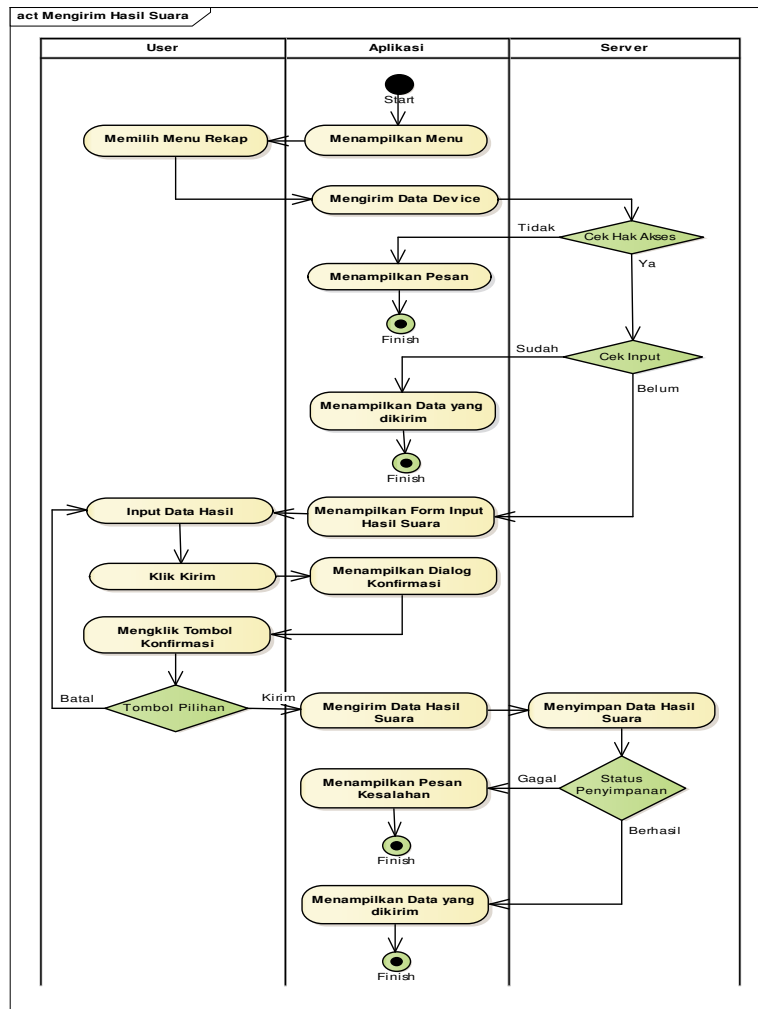 act Mengirim Hasil Suara
User
Aplikasi
Server
Start
Menampilkan Menu
Memilih Menu Rekap
Mengirim Data Device
Cek Hak Akses
Tidak
Ya
Menampilkan Pesan
Finish
Cek Input
Sudah
Belum
Menampilkan Data yang
dikirim
Finish
Menampilkan Form Input
Hasil Suara
Input Data Hasil
Klik Kirim
Menampilkan Dialog
Konfirmasi
Mengklik Tombol
Konfirmasi
Tombol Pilihan
Batal
Kirim
Mengirim Data Hasil
Suara
Menyimpan Data Hasil
Suara
Status
Penyimpanan
Gagal
Berhasil
Menampilkan Pesan
Kesalahan
Finish
Menampilkan Data yang
dikirim
Finish